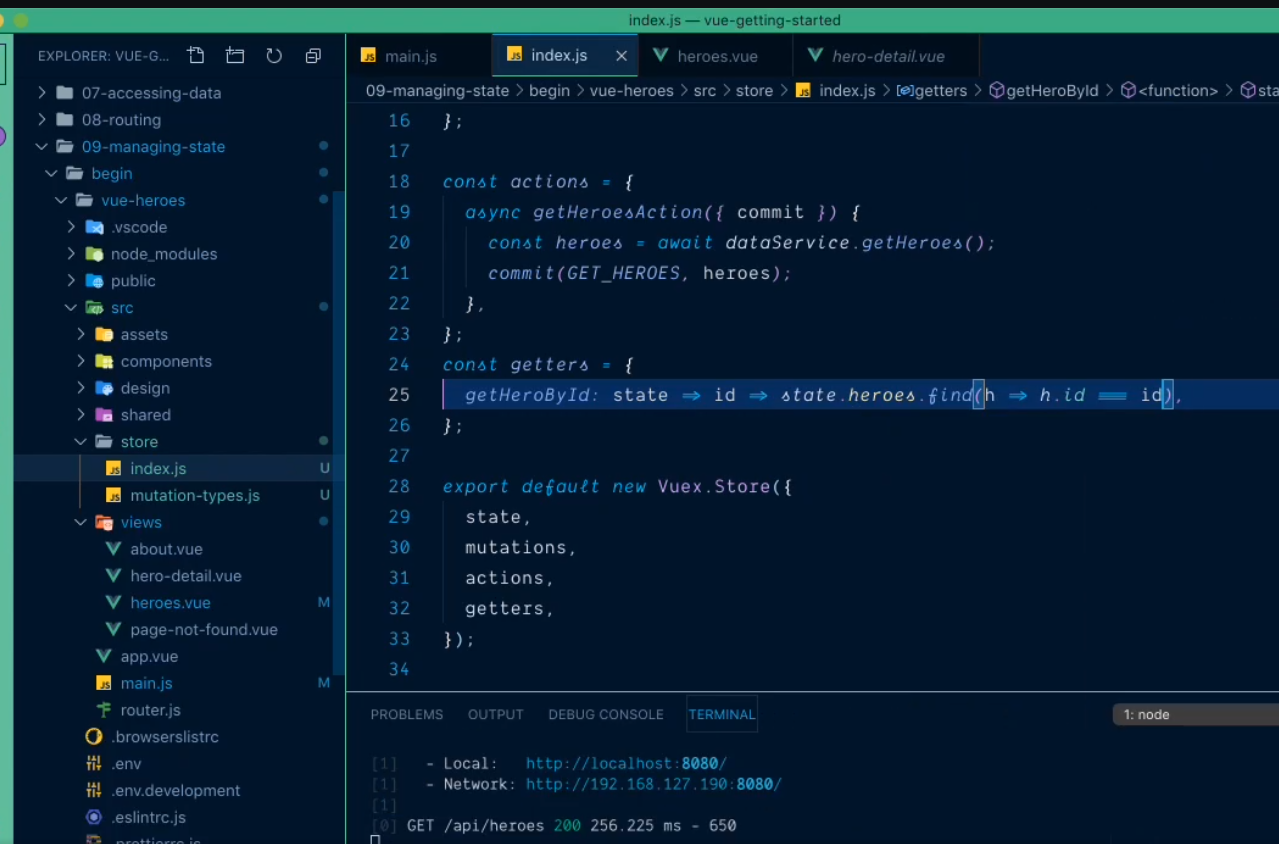 index.js — vue-getting-started
EXPLORER: VUE-G...
JS main.js
JS index.js ×
heroes.vue
hero-detail.vue
09-managing-state > begin > vue-heroes > src > store > JS index.js > getters > getHeroById > <function> > sta
07-accessing-data
08-routing
09-managing-state
begin
vue-heroes
.vscode
node_modules
public
src
assets
components
design
shared
store
JS index.js U
JS mutation-types.js U
views
about.vue
hero-detail.vue
heroes.vue M
page-not-found.vue
app.vue
JS main.js M
router.js
.browserslistrc
.env
.env.development
.eslintrc.js
.prettierrc.js
16 };
17
18 const actions = {
19 async getHeroesAction({ commit }) {
20 const heroes = await dataService.getHeroes();
21 commit(GET_HEROES, heroes);
22 },
23 };
24 const getters = {
25 getHeroById: state => id => state.heroes.find(h => h.id === id),
26 };
27
28 export default new Vuex.Store({
29 state,
30 mutations,
31 actions,
32 getters,
33 });
34
PROBLEMS OUTPUT DEBUG CONSOLE TERMINAL 1: node
[1] - Local: http://localhost:8080/
[1] - Network: http://192.168.127.190:8080/
[1]
[0] GET /api/heroes 200 256.225 ms - 650